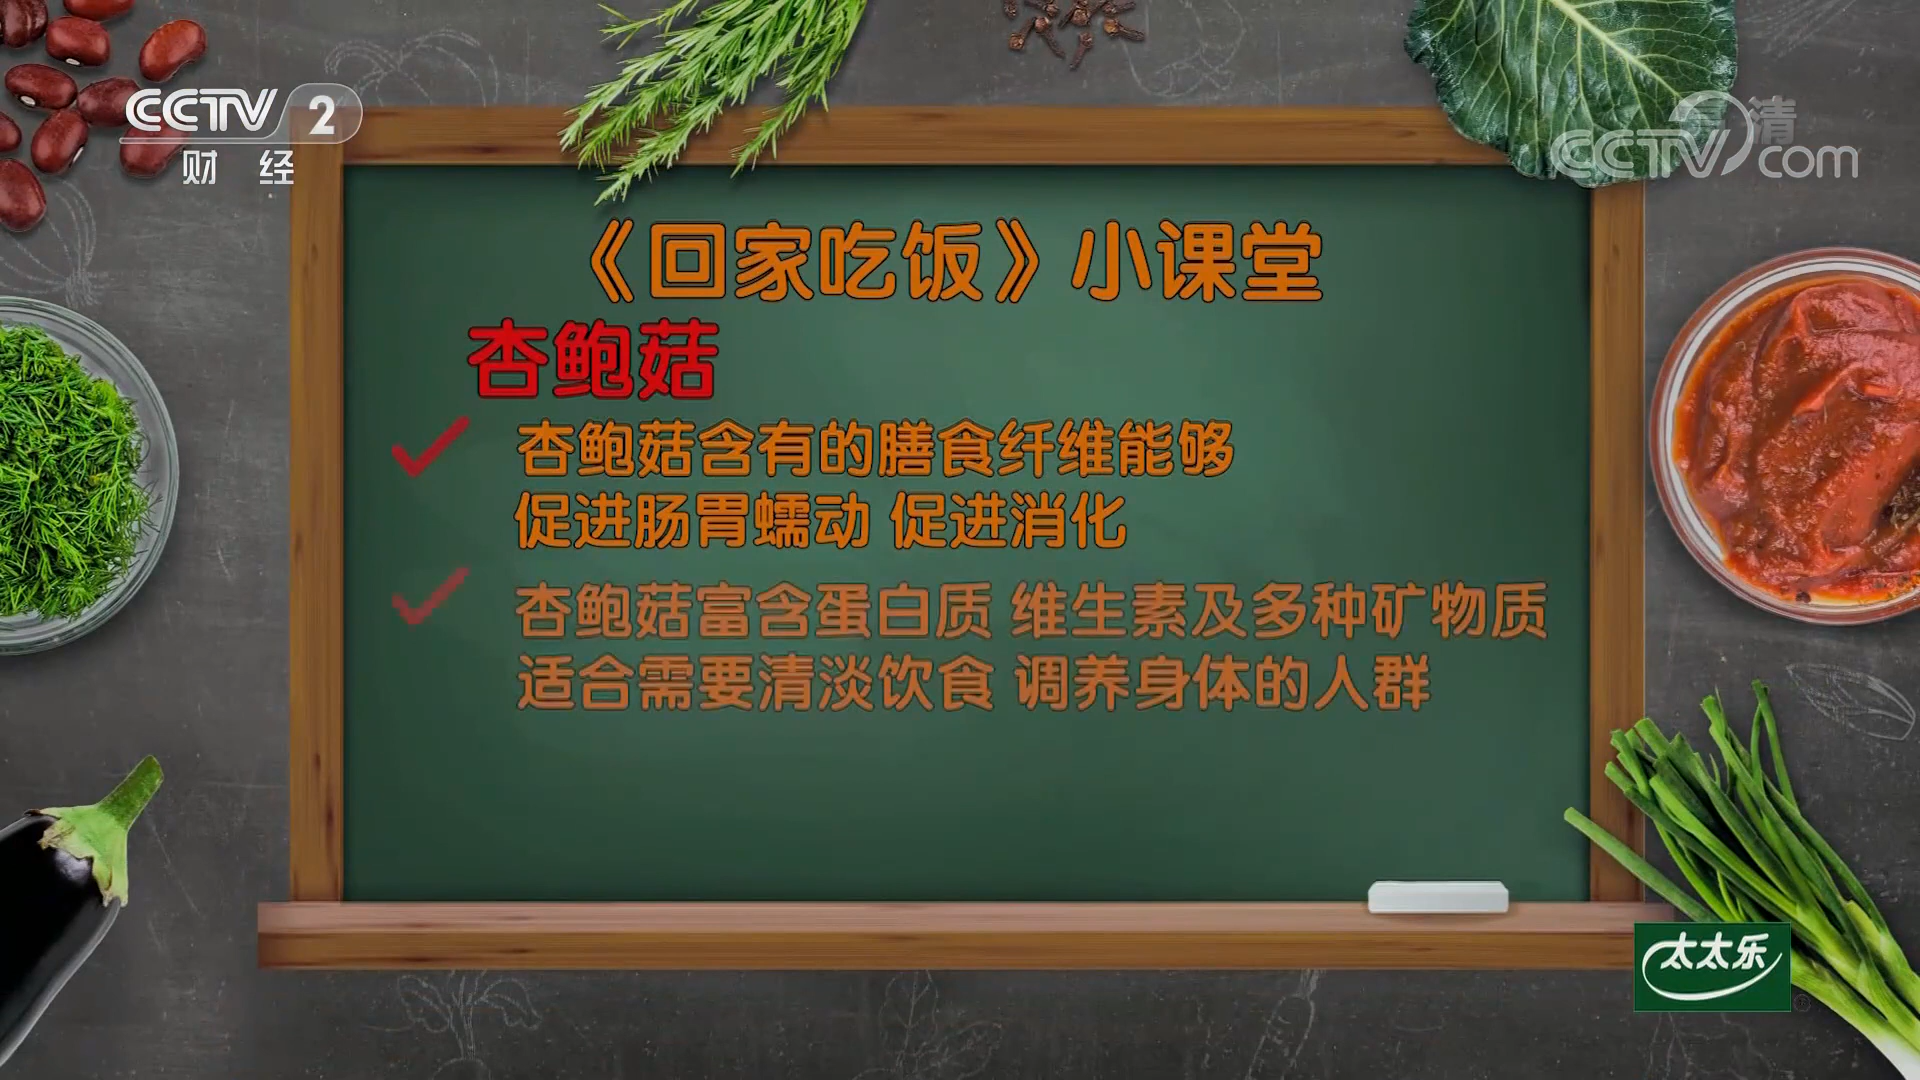 CCTV 2
财 经
高清
CCTV.com
《回家吃饭》小课堂
杏鲍菇
杏鲍菇含有的膳食纤维能够
促进肠胃蠕动 促进消化
杏鲍菇富含蛋白质 维生素及多种矿物质
适合需要清淡饮食 调养身体的人群
太太乐